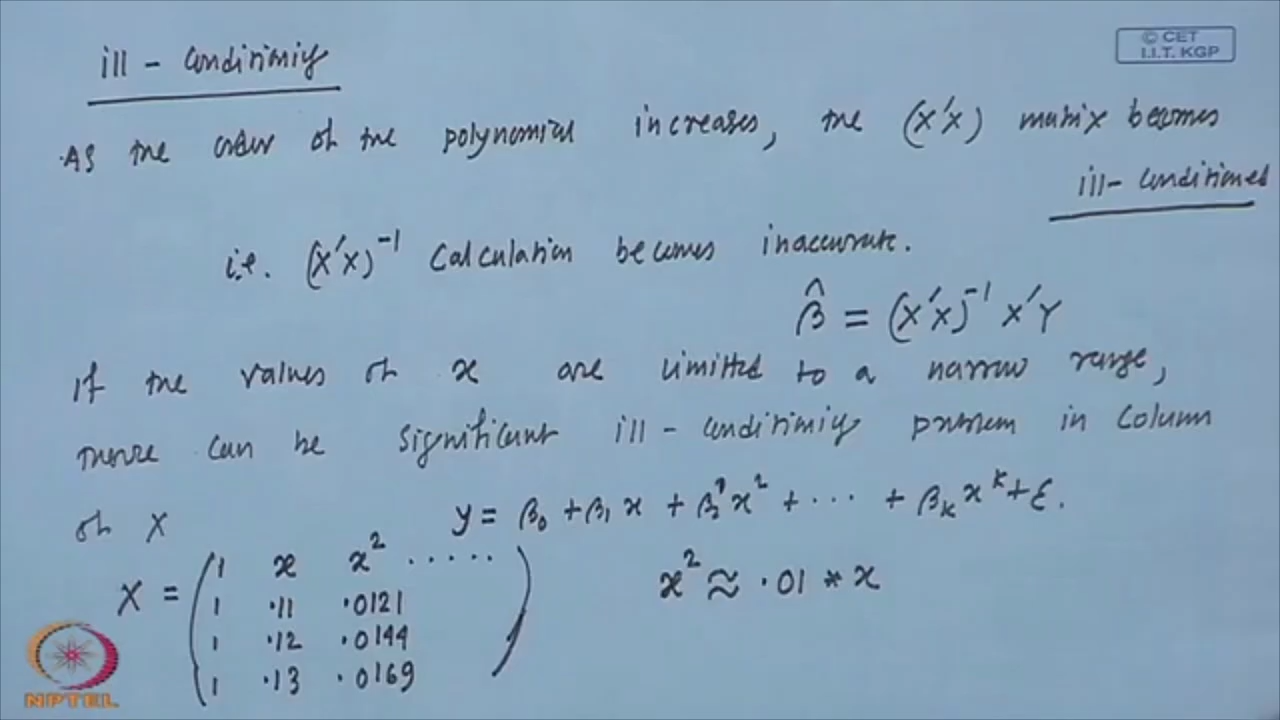 ill - conditioning
© CET
I.I.T. KGP
As the order of the polynomial increases, the (X'X) matrix becomes
ill-conditioned
i.e. (X'X)⁻¹ calculation becomes inaccurate.
β̂ = (X'X)⁻¹ X'Y
If the values of x are limitted to a narrow range,
there can be significant ill-conditioning problem in column
of X
y = β₀ + β₁ x + β₂ x² + ⋯ + βₖ xᵏ + ε.
X = ( 1 x x² ..... )
1 .11 .0121
1 .12 .0144
1 .13 .0169
x² ≈ .01 * x
NPTEL